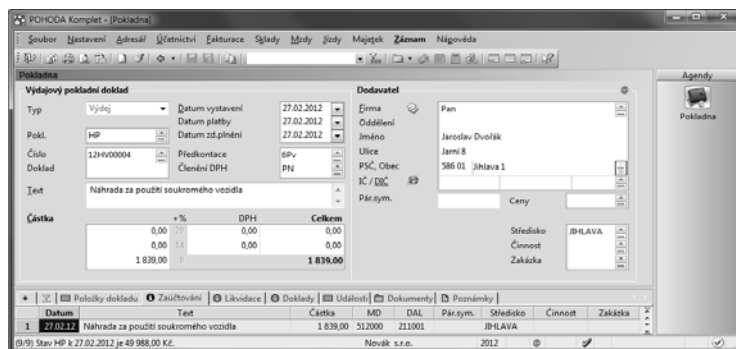 POHODA Komplet - [Pokladna]
Soubor Nastavení Adresář Účetnictví Fakturace Sklady Mzdy Jízdy Majetek Záznam Nápověda
Pokladna
Agendy
Pokladna
Výdajový pokladní doklad
Dodavatel
Typ Výdej
Datum vystavení 27.02.2012
Datum platby 27.02.2012
Pokl. HP
Datum zd.plnění 27.02.2012
Číslo 12HV00004
Předkontace 6Pv
Doklad
Členění DPH PN
Text Náhrada za použití soukromého vozidla
Částka + % DPH Celkem
0,00 20 0,00 0,00
0,00 14 0,00 0,00
1 839,00 0 1 839,00
Firma Pan
Oddělení
Jméno Jaroslav Dvořák
Ulice Jarní 8
PSČ, Obec 586 01 Jihlava 1
IČ / DIČ
Pár.sym. Ceny
Středisko JIHLAVA
Činnost
Zakázka
Položky dokladu Zaúčtování Likvidace Doklady Události Dokumenty Poznámky
Datum Text Částka MD DAL Pár.sym. Středisko Činnost Zakázka
1 27.02.12 Náhrada za použití soukromého vozidla 1 839,00 512000 211001 JIHLAVA
(9/9) Stav HP k 27.02.2012 je 49 988,00 Kč. Novák s.r.o. 2012 @